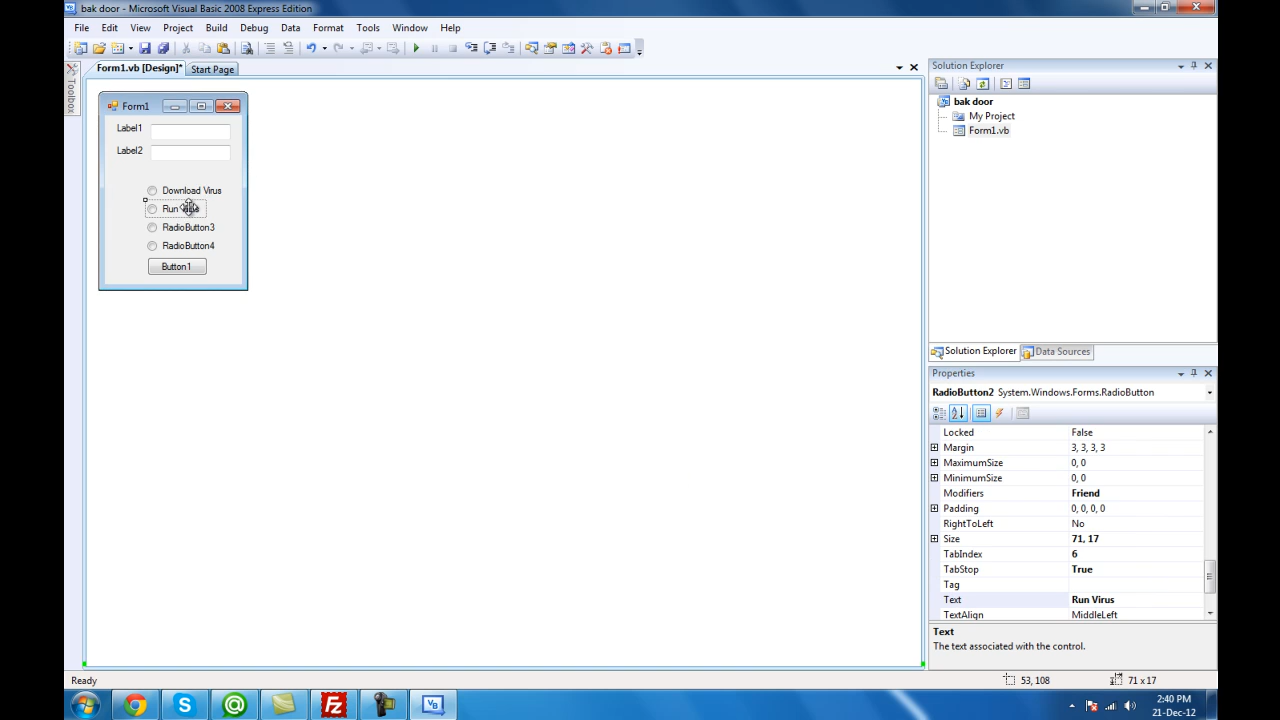 bak door - Microsoft Visual Basic 2008 Express Edition
File Edit View Project Build Debug Data Format Tools Window Help
Form1.vb [Design]* Start Page
Toolbox
Form1
Label1
Label2
Download Virus
Run
RadioButton3
RadioButton4
Button1
Solution Explorer
bak door
My Project
Form1.vb
Solution Explorer Data Sources
Properties
RadioButton2 System.Windows.Forms.RadioButton
Locked False
Margin 3, 3, 3, 3
MaximumSize 0, 0
MinimumSize 0, 0
Modifiers Friend
Padding 0, 0, 0, 0
RightToLeft No
Size 71, 17
TabIndex 6
TabStop True
Tag
Text Run Virus
TextAlign MiddleLeft
Text
The text associated with the control.
Ready 53, 108 71 x 17
2:40 PM
21-Dec-12